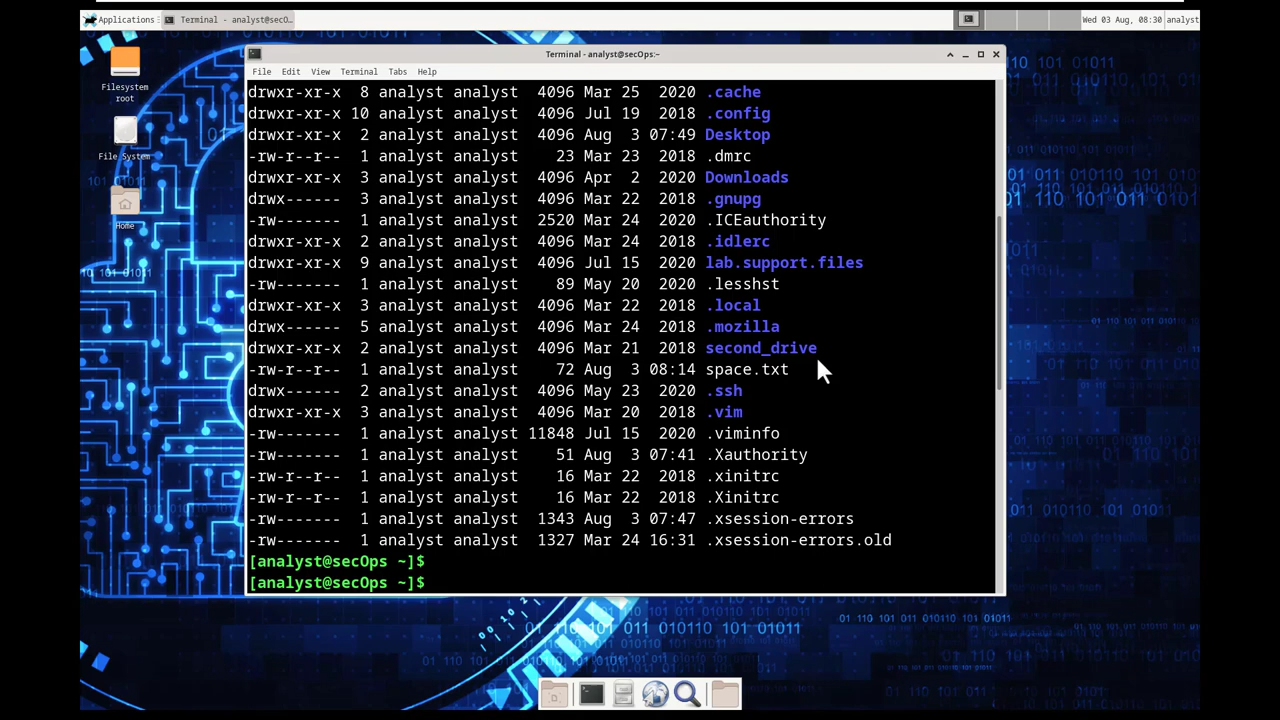 Applications
Terminal - analyst@secO...
Wed 03 Aug, 08:30
analyst
Terminal - analyst@secOps:~
File Edit View Terminal Tabs Help
drwxr-xr-x  8 analyst analyst  4096 Mar 25  2020 .cache
drwxr-xr-x 10 analyst analyst  4096 Jul 19  2018 .config
drwxr-xr-x  2 analyst analyst  4096 Aug  3 07:49 Desktop
-rw-r--r--  1 analyst analyst    23 Mar 23  2018 .dmrc
drwxr-xr-x  3 analyst analyst  4096 Apr  2  2020 Downloads
drwx------  3 analyst analyst  4096 Mar 22  2018 .gnupg
-rw-------  1 analyst analyst  2520 Mar 24  2020 .ICEauthority
drwxr-xr-x  2 analyst analyst  4096 Mar 24  2018 .idlerc
drwxr-xr-x  9 analyst analyst  4096 Jul 15  2020 lab.support.files
-rw-------  1 analyst analyst    89 May 20  2020 .lesshst
drwxr-xr-x  3 analyst analyst  4096 Mar 22  2018 .local
drwx------  5 analyst analyst  4096 Mar 24  2018 .mozilla
drwxr-xr-x  2 analyst analyst  4096 Mar 21  2018 second_drive
-rw-r--r--  1 analyst analyst    72 Aug  3 08:14 space.txt
drwx------  2 analyst analyst  4096 May 23  2020 .ssh
drwxr-xr-x  3 analyst analyst  4096 Mar 20  2018 .vim
-rw-------  1 analyst analyst 11848 Jul 15  2020 .viminfo
-rw-------  1 analyst analyst    51 Aug  3 07:41 .Xauthority
-rw-r--r--  1 analyst analyst    16 Mar 22  2018 .xinitrc
-rw-r--r--  1 analyst analyst    16 Mar 22  2018 .Xinitrc
-rw-------  1 analyst analyst  1343 Aug  3 07:47 .xsession-errors
-rw-------  1 analyst analyst  1327 Mar 24 16:31 .xsession-errors.old
[analyst@secOps ~]$
[analyst@secOps ~]$
Filesystem
root
File System
Home